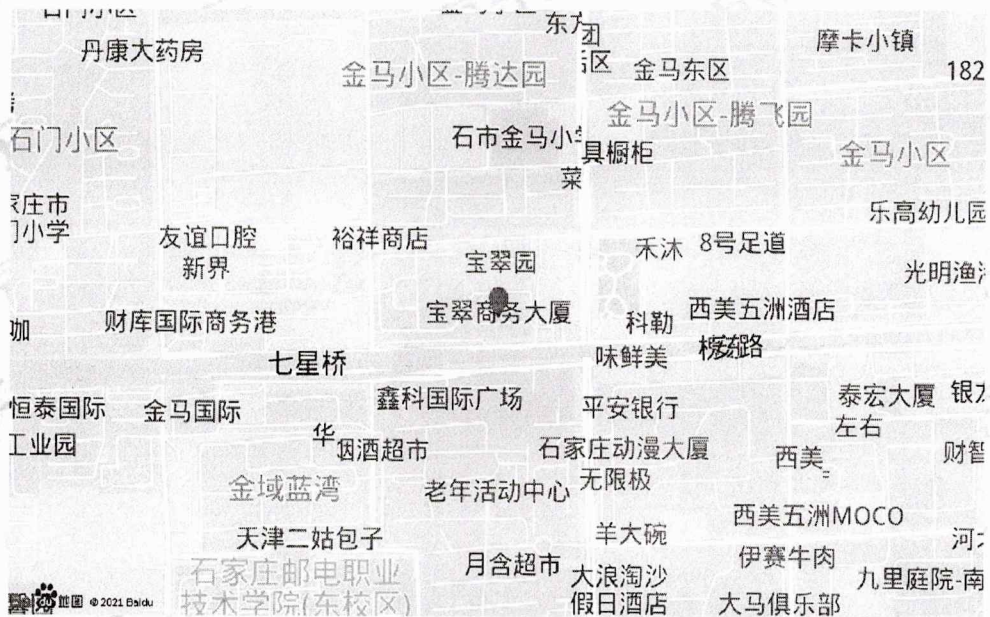 丹康大药房
摩卡小镇
团
金马小区-腾达园
金马东区
182
金马小区-腾飞园
石门小区
石市金马小
具橱柜
金马小区
菜
家庄市
门小学
乐高幼儿园
友谊口腔
新界
裕祥商店
宝翠园
禾沐
8号足道
光明渔
财库国际商务港
宝翠商务大厦
科勒
西美五洲酒店
七星桥
味鲜美
恒泰国际
工业园
金马国际
鑫科国际广场
平安银行
泰宏大厦
左右
华
烟酒超市
石家庄动漫大厦
无限极
西美
财智
金域蓝湾
老年活动中心
西美五洲MOCO
天津二姑包子
羊大碗
伊赛牛肉
月含超市
石家庄邮电职业
技术学院(东校区)
大浪淘沙
假日酒店
九里庭院-南
大马俱乐部
地图 © 2021 Baidu